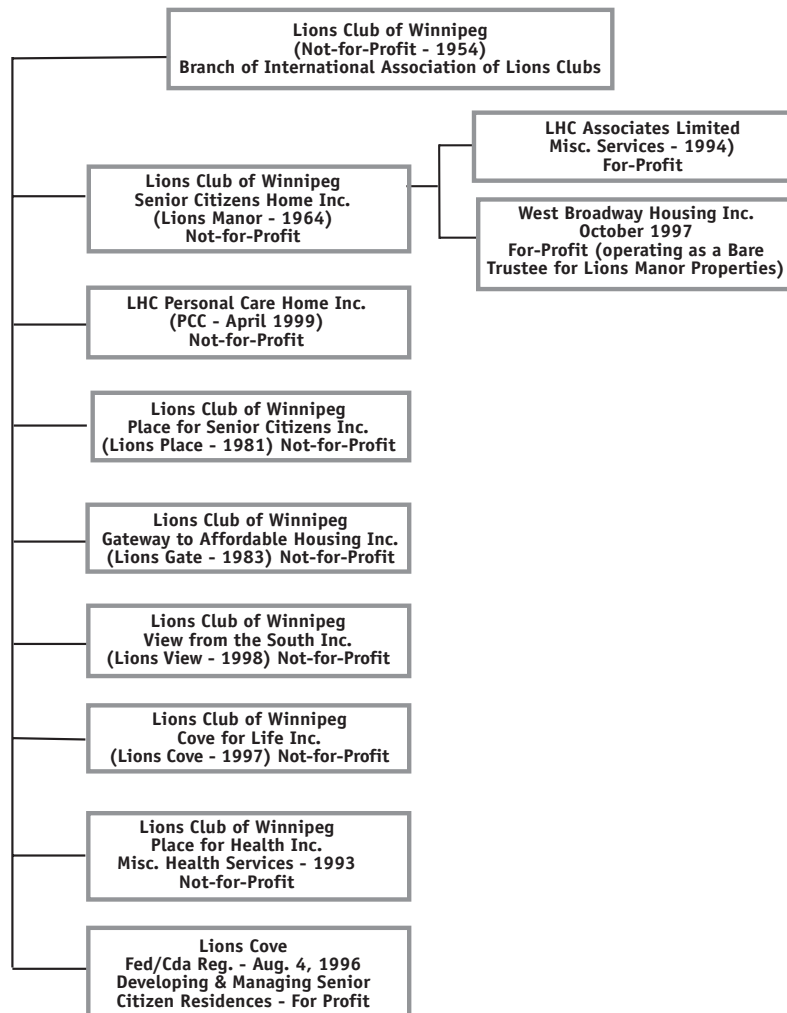 Lions Club of Winnipeg
(Not-for-Profit - 1954)
Branch of International Association of Lions Clubs
LHC Associates Limited
Misc. Services - 1994)
For-Profit
Lions Club of Winnipeg
Senior Citizens Home Inc.
(Lions Manor - 1964)
Not-for-Profit
West Broadway Housing Inc.
October 1997
For-Profit (operating as a Bare
Trustee for Lions Manor Properties)
LHC Personal Care Home Inc.
(PCC - April 1999)
Not-for-Profit
Lions Club of Winnipeg
Place for Senior Citizens Inc.
(Lions Place - 1981) Not-for-Profit
Lions Club of Winnipeg
Gateway to Affordable Housing Inc.
(Lions Gate - 1983) Not-for-Profit
Lions Club of Winnipeg
View from the South Inc.
(Lions View - 1998) Not-for-Profit
Lions Club of Winnipeg
Cove for Life Inc.
(Lions Cove - 1997) Not-for-Profit
Lions Club of Winnipeg
Place for Health Inc.
Misc. Health Services - 1993
Not-for-Profit
Lions Cove
Fed/Cda Reg. - Aug. 4, 1996
Developing & Managing Senior
Citizen Residences - For Profit